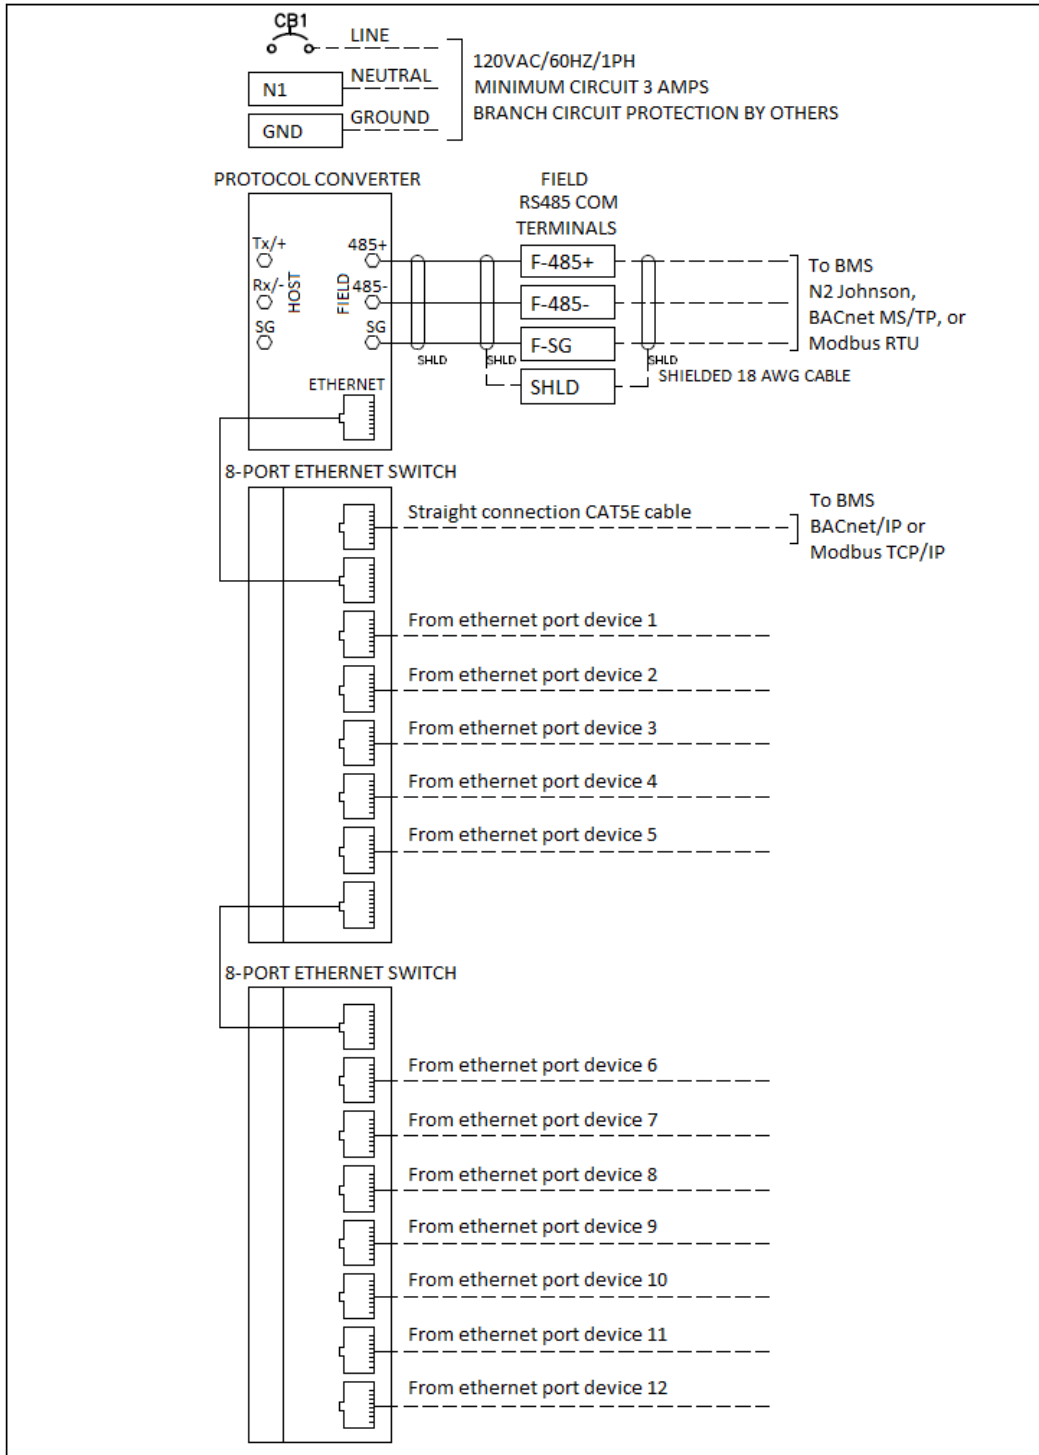 CB1
LINE
N1
NEUTRAL
GND
GROUND
120VAC/60HZ/1PH
MINIMUM CIRCUIT 3 AMPS
BRANCH CIRCUIT PROTECTION BY OTHERS
PROTOCOL CONVERTER
FIELD
RS485 COM
TERMINALS
Tx/+
Rx/-
SG
HOST
FIELD
485+
485-
SG
SHLD
SHLD
F-485+
F-485-
F-SG
SHLD
SHLD
SHIELDED 18 AWG CABLE
To BMS
N2 Johnson,
BACnet MS/TP, or
Modbus RTU
ETHERNET
8-PORT ETHERNET SWITCH
Straight connection CAT5E cable
To BMS
BACnet/IP or
Modbus TCP/IP
From ethernet port device 1
From ethernet port device 2
From ethernet port device 3
From ethernet port device 4
From ethernet port device 5
8-PORT ETHERNET SWITCH
From ethernet port device 6
From ethernet port device 7
From ethernet port device 8
From ethernet port device 9
From ethernet port device 10
From ethernet port device 11
From ethernet port device 12